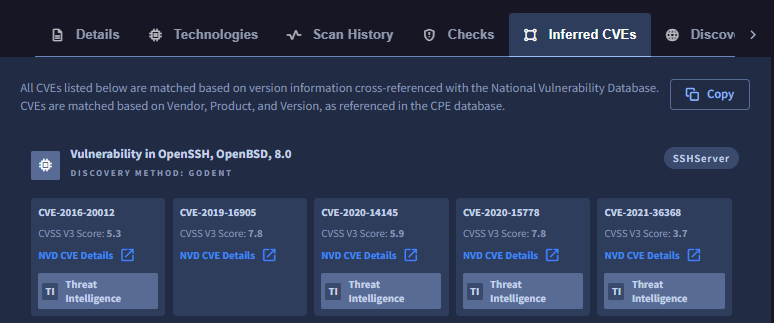 Details Technologies Scan History Checks Inferred CVEs Discov
All CVEs listed below are matched based on version information cross-referenced with the National Vulnerability Database.
CVEs are matched based on Vendor, Product, and Version, as referenced in the CPE database.
Copy
Vulnerability in OpenSSH, OpenBSD, 8.0
DISCOVERY METHOD: GODENT
SSHServer
CVE-2016-20012
CVSS V3 Score: 5.3
NVD CVE Details
TI Threat
Intelligence
CVE-2019-16905
CVSS V3 Score: 7.8
NVD CVE Details
CVE-2020-14145
CVSS V3 Score: 5.9
NVD CVE Details
TI Threat
Intelligence
CVE-2020-15778
CVSS V3 Score: 7.8
NVD CVE Details
TI Threat
Intelligence
CVE-2021-36368
CVSS V3 Score: 3.7
NVD CVE Details
TI Threat
Intelligence